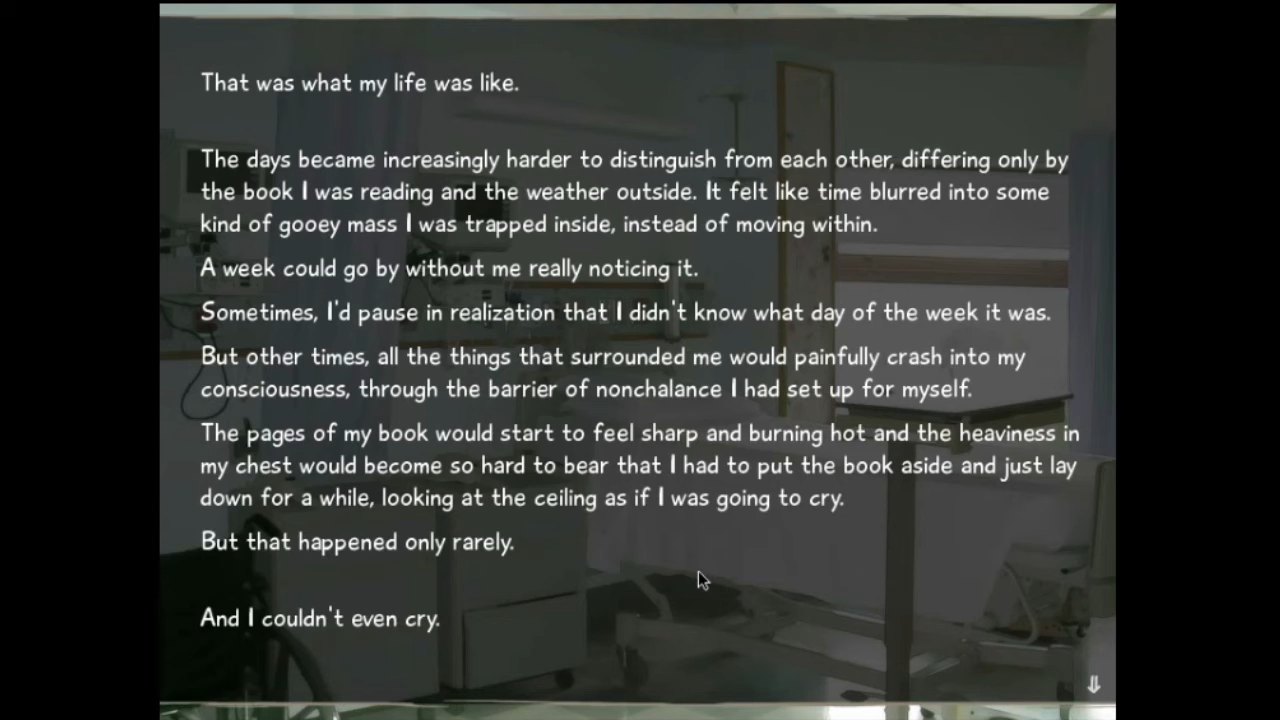 That was what my life was like.
The days became increasingly harder to distinguish from each other, differing only by
the book I was reading and the weather outside. It felt like time blurred into some
kind of gooey mass I was trapped inside, instead of moving within.
A week could go by without me really noticing it.
Sometimes, I'd pause in realization that I didn't know what day of the week it was.
But other times, all the things that surrounded me would painfully crash into my
consciousness, through the barrier of nonchalance I had set up for myself.
The pages of my book would start to feel sharp and burning hot and the heaviness in
my chest would become so hard to bear that I had to put the book aside and just lay
down for a while, looking at the ceiling as if I was going to cry.
But that happened only rarely.
And I couldn't even cry.